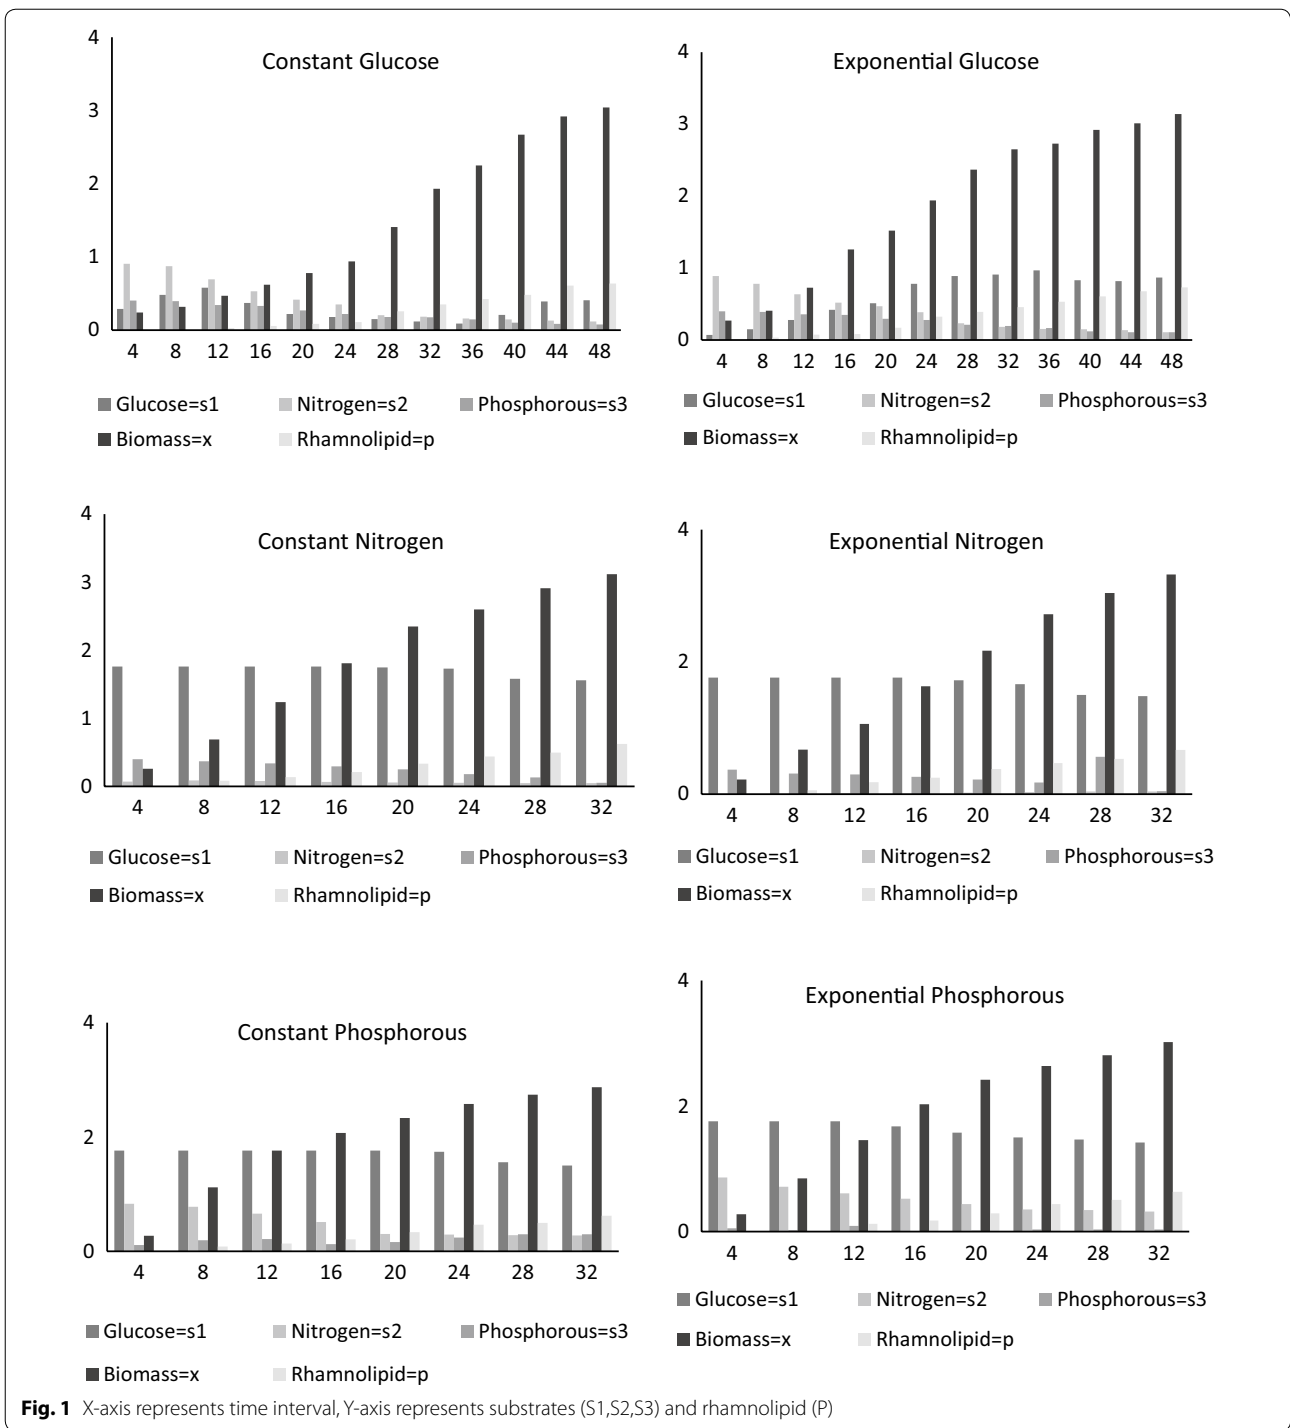 Constant Glucose
4
3
2
1
0
4 8 12 16 20 24 28 32 36 40 44 48
Glucose=s1 Nitrogen=s2 Phosphorous=s3
Biomass=x Rhamnolipid=p
Exponential Glucose
4
3
2
1
0
4 8 12 16 20 24 28 32 36 40 44 48
Glucose=s1 Nitrogen=s2 Phosphorous=s3
Biomass=x Rhamnolipid=p
Constant Nitrogen
4
3
2
1
0
4 8 12 16 20 24 28 32
Glucose=s1 Nitrogen=s2 Phosphorous=s3
Biomass=x Rhamnolipid=p
Exponential Nitrogen
4
2
0
4 8 12 16 20 24 28 32
Glucose=s1 Nitrogen=s2 Phosphorous=s3
Biomass=x Rhamnolipid=p
Constant Phosphorous
4
2
0
4 8 12 16 20 24 28 32
Glucose=s1 Nitrogen=s2 Phosphorous=s3
Biomass=x Rhamnolipid=p
Exponential Phosphorous
4
2
0
4 8 12 16 20 24 28 32
Glucose=s1 Nitrogen=s2 Phosphorous=s3
Biomass=x Rhamnolipid=p
Fig. 1 X-axis represents time interval, Y-axis represents substrates (S1,S2,S3) and rhamnolipid (P)